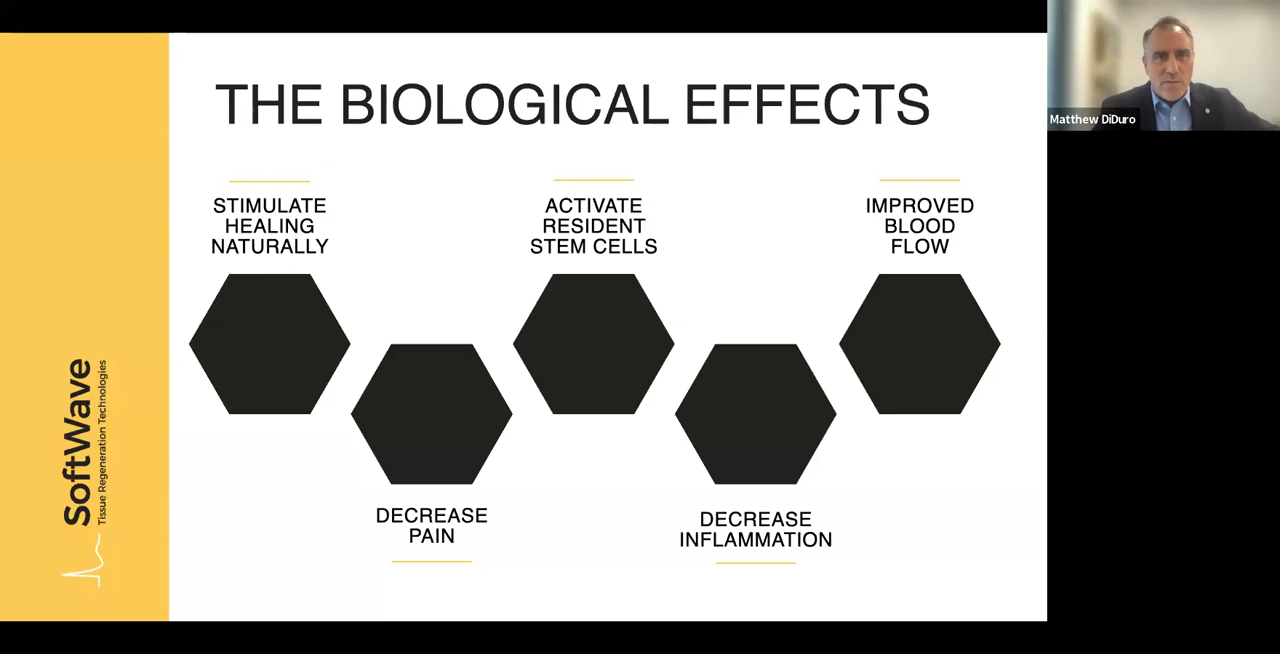 THE BIOLOGICAL EFFECTS
STIMULATE
HEALING
NATURALLY
ACTIVATE
RESIDENT
STEM CELLS
IMPROVED
BLOOD
FLOW
DECREASE
PAIN
DECREASE
INFLAMMATION
SoftWave
Tissue Regeneration Technologies
Matthew DiDuro